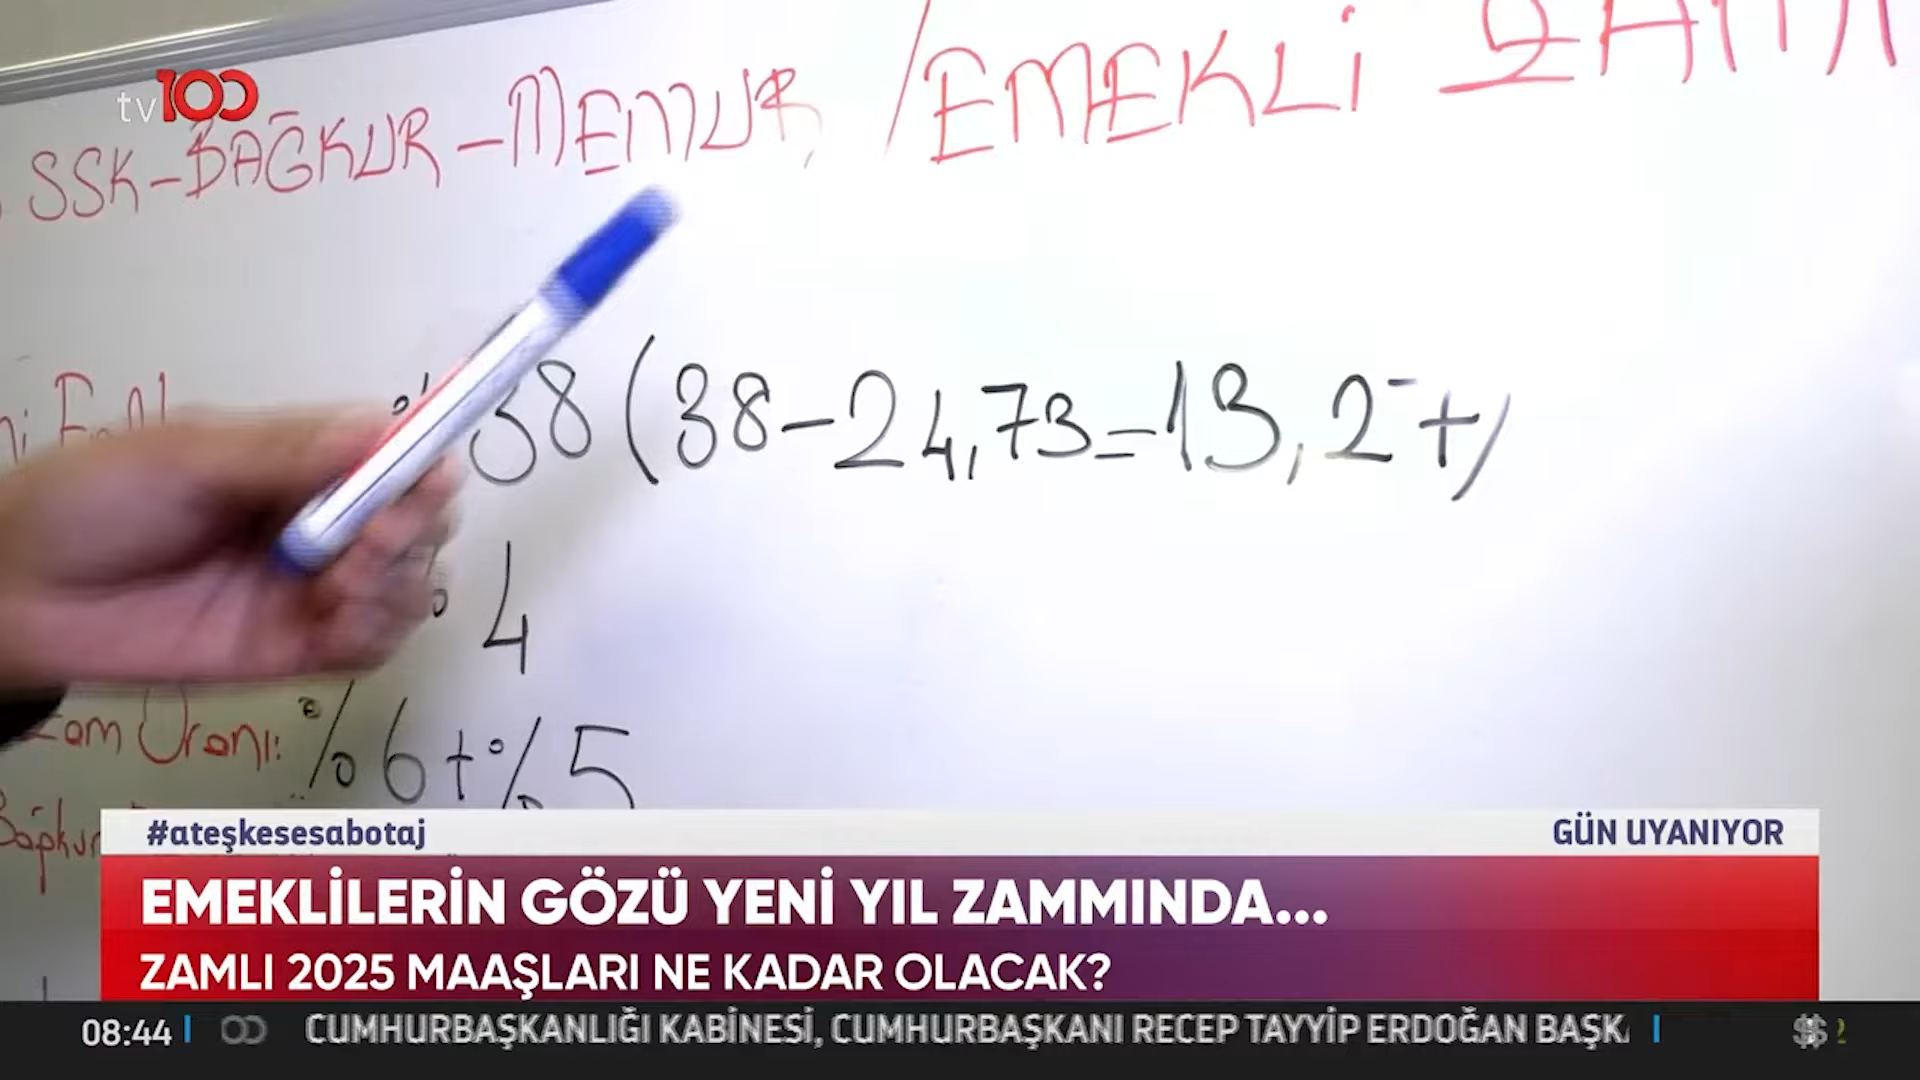 tv100
SSK-BAĞKUR-MEMUR /EMEKLİ
38 (38-24,73=13,2
4
Zam Oranı: %6+%5
#ateşkesesabotaj
GÜN UYANIYOR
EMEKLİLERİN GÖZÜ YENİ YIL ZAMMINDA...
ZAMLI 2025 MAAŞLARI NE KADAR OLACAK?
08:44
CUMHURBAŞKANLIĞI KABİNESİ, CUMHURBAŞKANI RECEP TAYYİP ERDOĞAN BAŞK